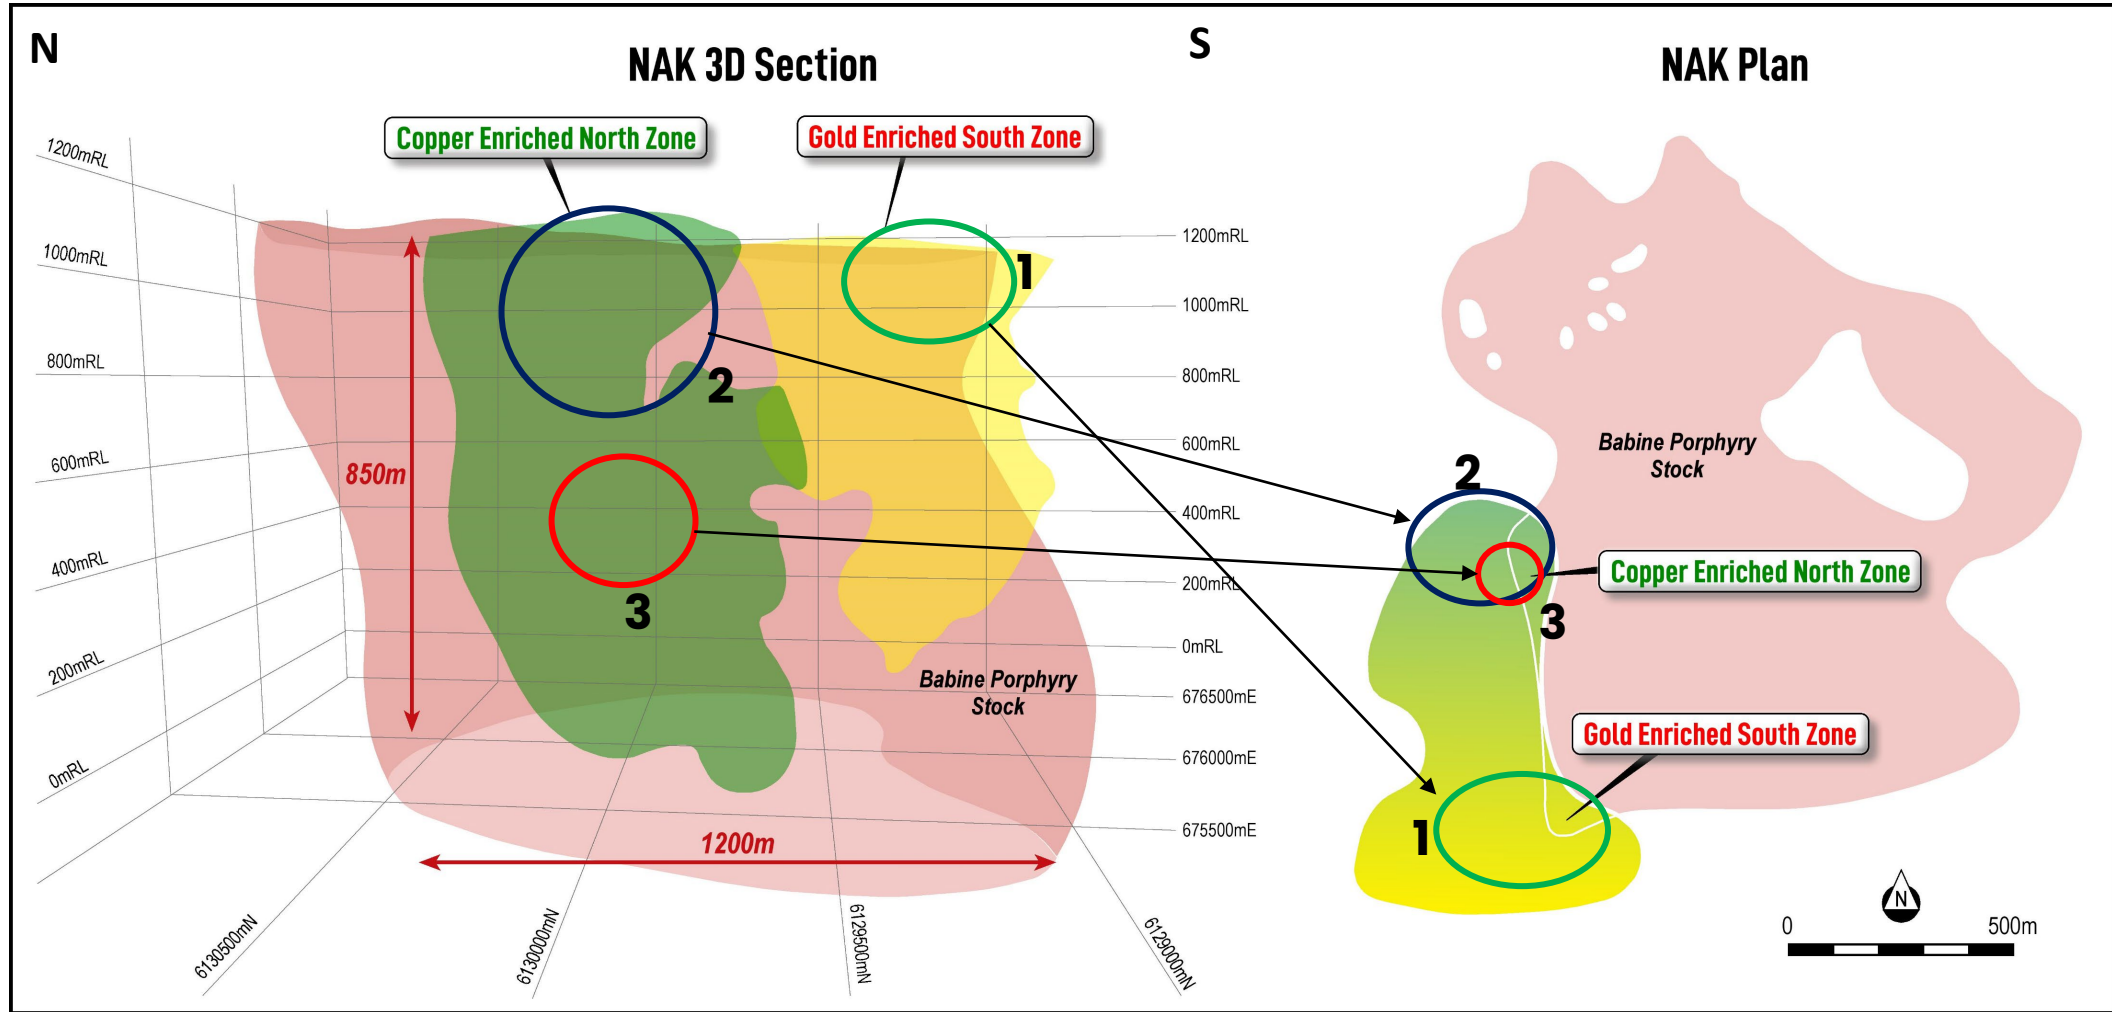 N
NAK 3D Section
S
NAK Plan
Copper Enriched North Zone
Gold Enriched South Zone
1200mRL
1000mRL
800mRL
600mRL
400mRL
200mRL
0mRL
850m
1
2
3
1200mRL
1000mRL
800mRL
600mRL
400mRL
200mRL
0mRL
676500mE
676000mE
675500mE
Babine Porphyry
Stock
1200m
6130500mN
6130000mN
6129500mN
6129000mN
Babine Porphyry
Stock
2
Copper Enriched North Zone
3
Gold Enriched South Zone
1
N
0
500m